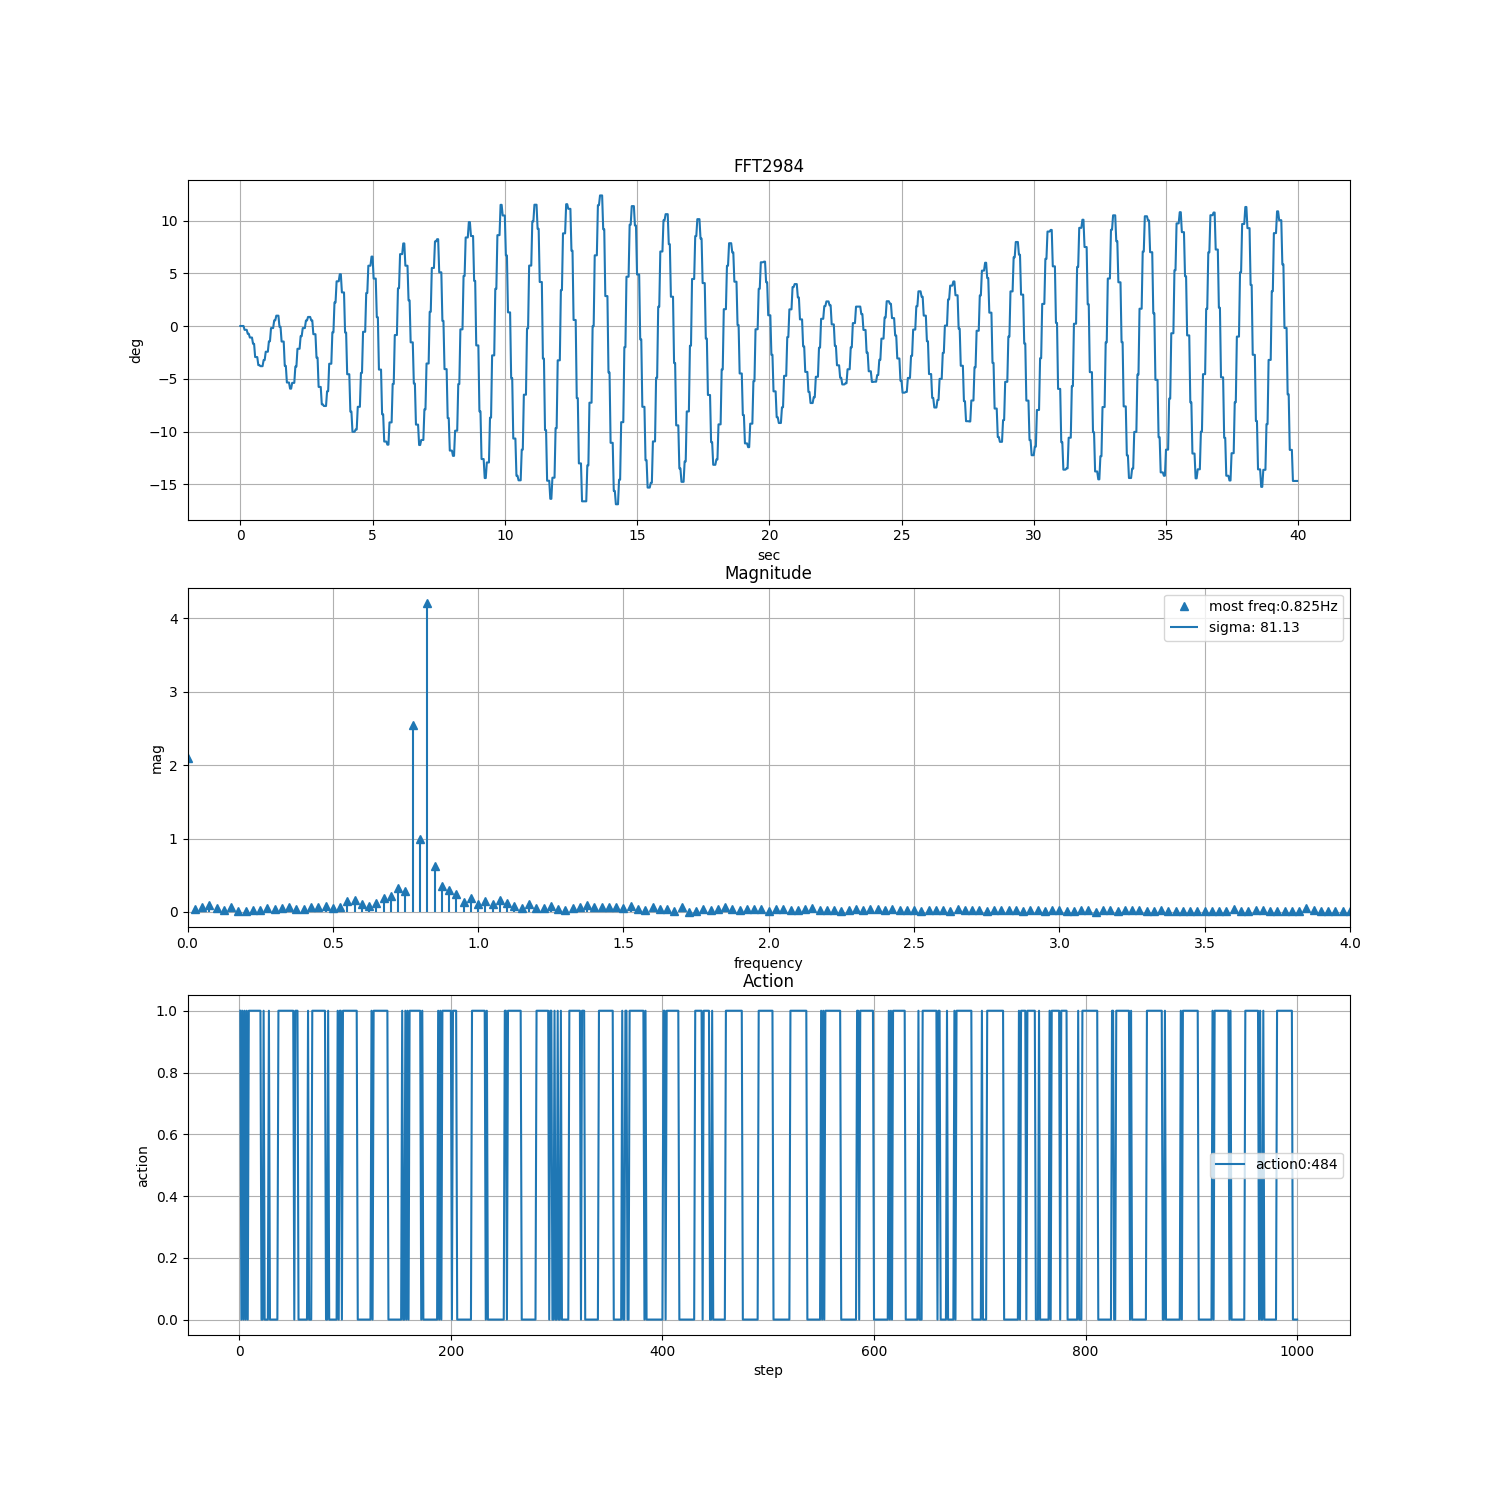 FFT2984
10
5
0
−5
−10
−15
deg
0 5 10 15 20 25 30 35 40
sec
Magnitude
most freq:0.825Hz
sigma: 81.13
4
3
2
1
0
mag
0.0 0.5 1.0 1.5 2.0 2.5 3.0 3.5 4.0
frequency
Action
1.0
0.8
0.6
0.4
0.2
0.0
action
action0:484
0 200 400 600 800 1000
step